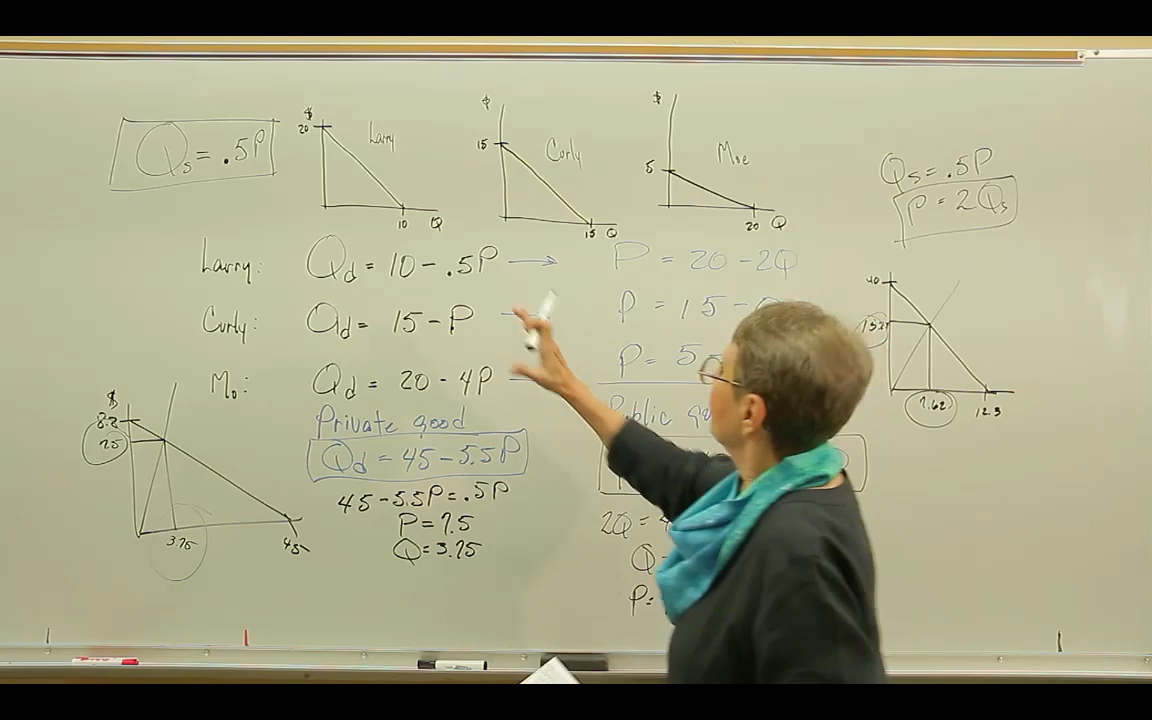 Qs = .5P
$
20
Larry
10 Q
$
15
Curly
15 Q
$
5
Moe
20 Q
Qs = .5P
P = 2Qs
Larry: Qd = 10 - .5P → P = 20 - 2Q
Curly: Qd = 15 - P P = 15 -
Mo: Qd = 20 - 4P P = 5 -
Private good
Qd = 45 - 5.5P
45 - 5.5P = .5P
P = 7.5
Q = 3.75
Public
2Q = 
Q
P =
$
8.2
7.5
3.75
45
40
7.62
12.3